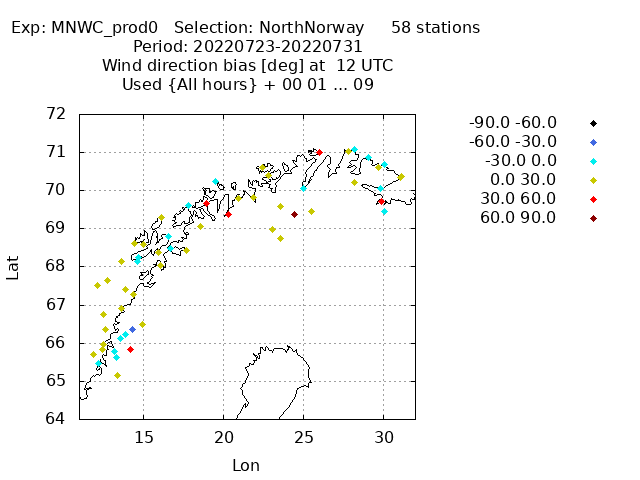 Exp: MNWC_prod0   Selection: NorthNorway     58 stations
Period: 20220723-20220731
Wind direction bias [deg] at  12 UTC
Used {All hours} + 00 01 ... 09
-90.0 -60.0
-60.0 -30.0
-30.0 0.0
0.0 30.0
30.0 60.0
60.0 90.0
72
71
70
69
68
67
66
65
64
Lat
15 20 25 30
Lon